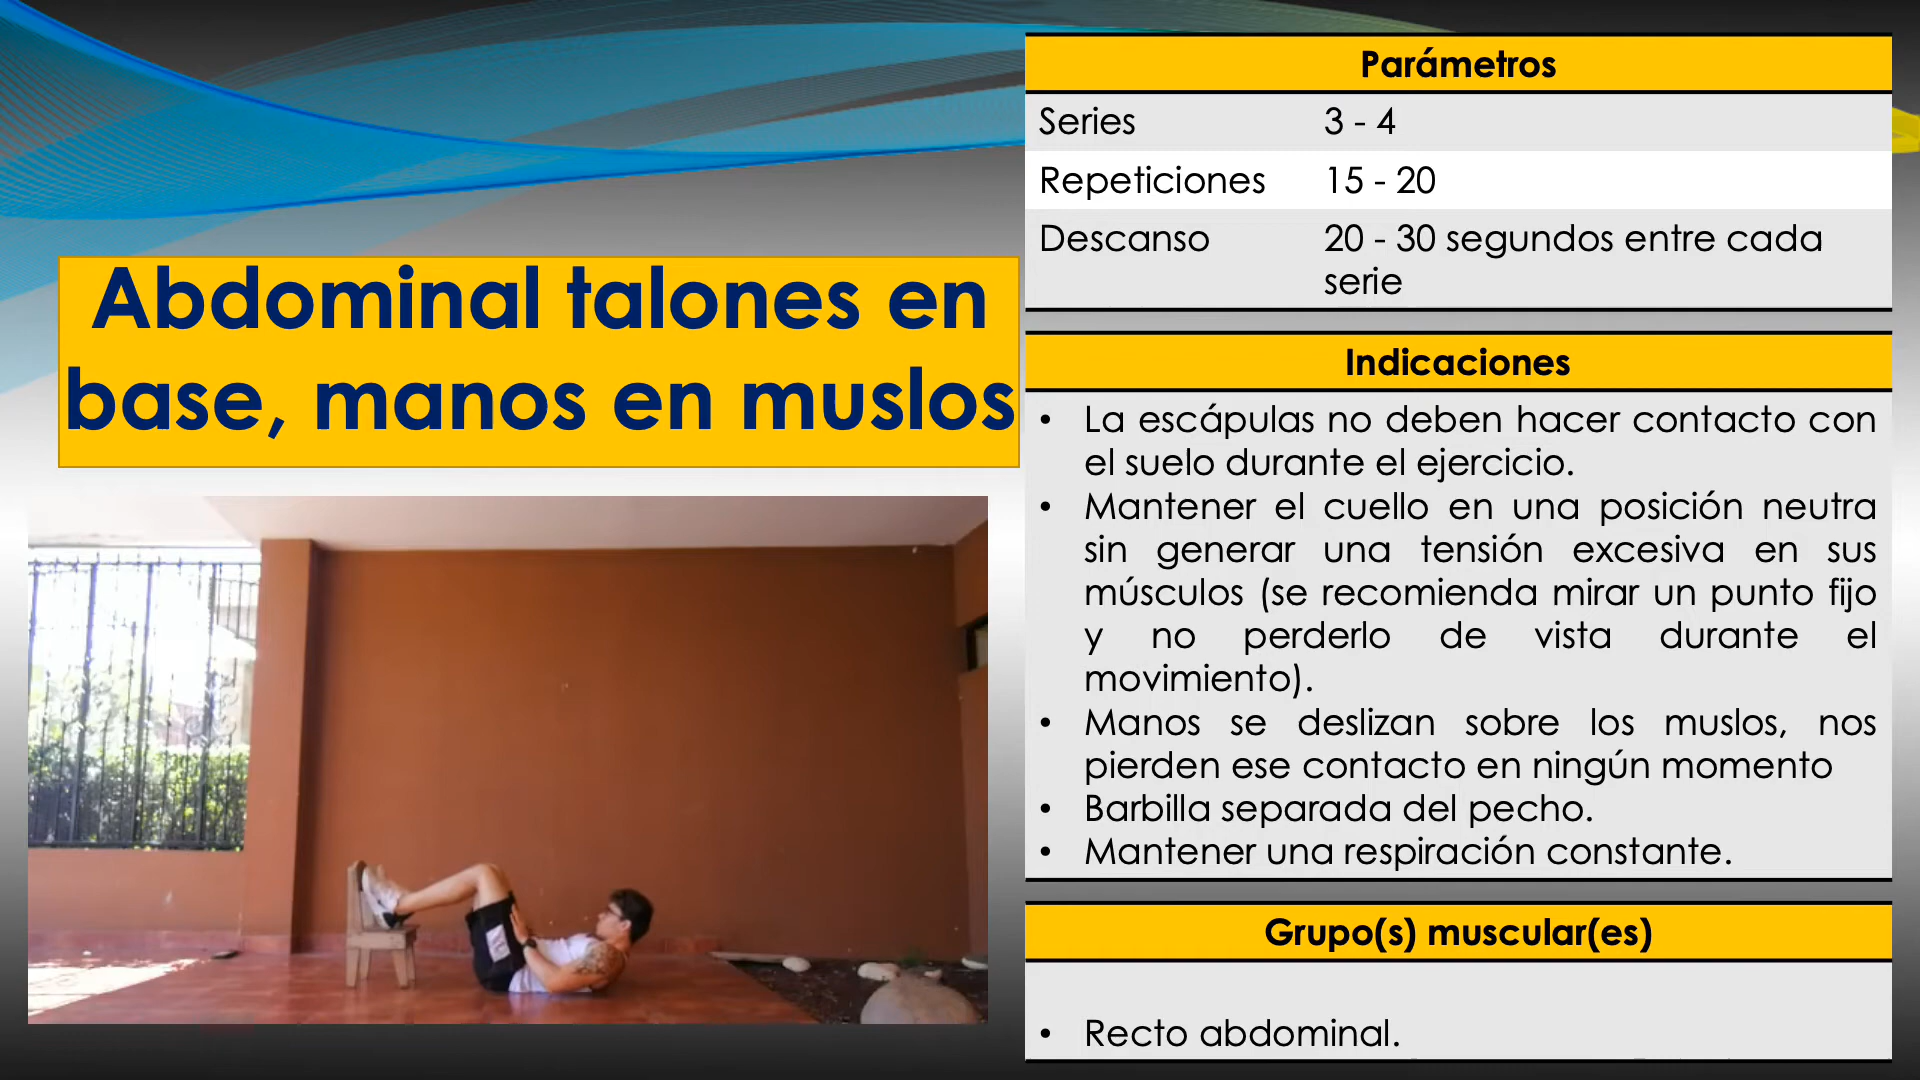 Abdominal talones en
base, manos en muslos
Parámetros
Series 3 - 4
Repeticiones 15 - 20
Descanso 20 - 30 segundos entre cada
serie
Indicaciones
• La escápulas no deben hacer contacto con
el suelo durante el ejercicio.
• Mantener el cuello en una posición neutra
sin generar una tensión excesiva en sus
músculos (se recomienda mirar un punto fijo
y no perderlo de vista durante el
movimiento).
• Manos se deslizan sobre los muslos, nos
pierden ese contacto en ningún momento
• Barbilla separada del pecho.
• Mantener una respiración constante.
Grupo(s) muscular(es)
• Recto abdominal.